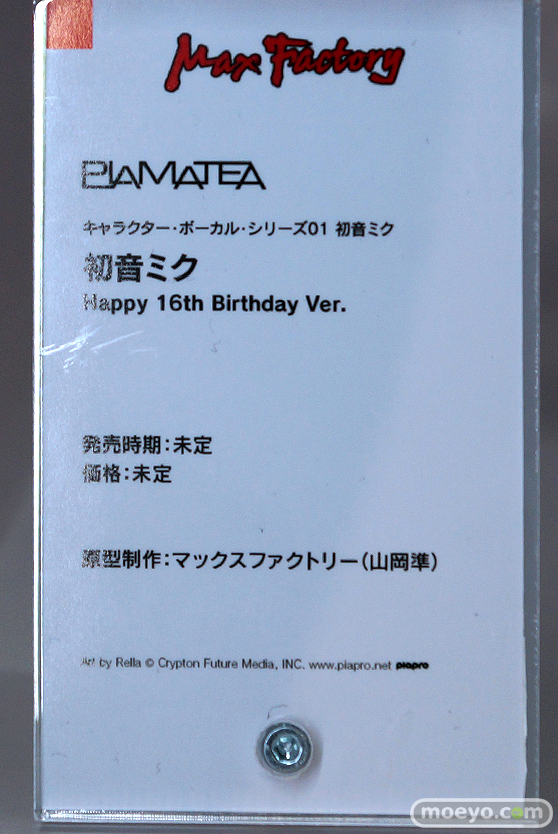 Max Factory
PLAMATEA
キャラクター・ボーカル・シリーズ01 初音ミク
初音ミク
Happy 16th Birthday Ver.
発売時期:未定
価格:未定
原型制作:マックスファクトリー(山岡準)
Art by Rella © Crypton Future Media, INC. www.piapro.net piapro
moeyo.com